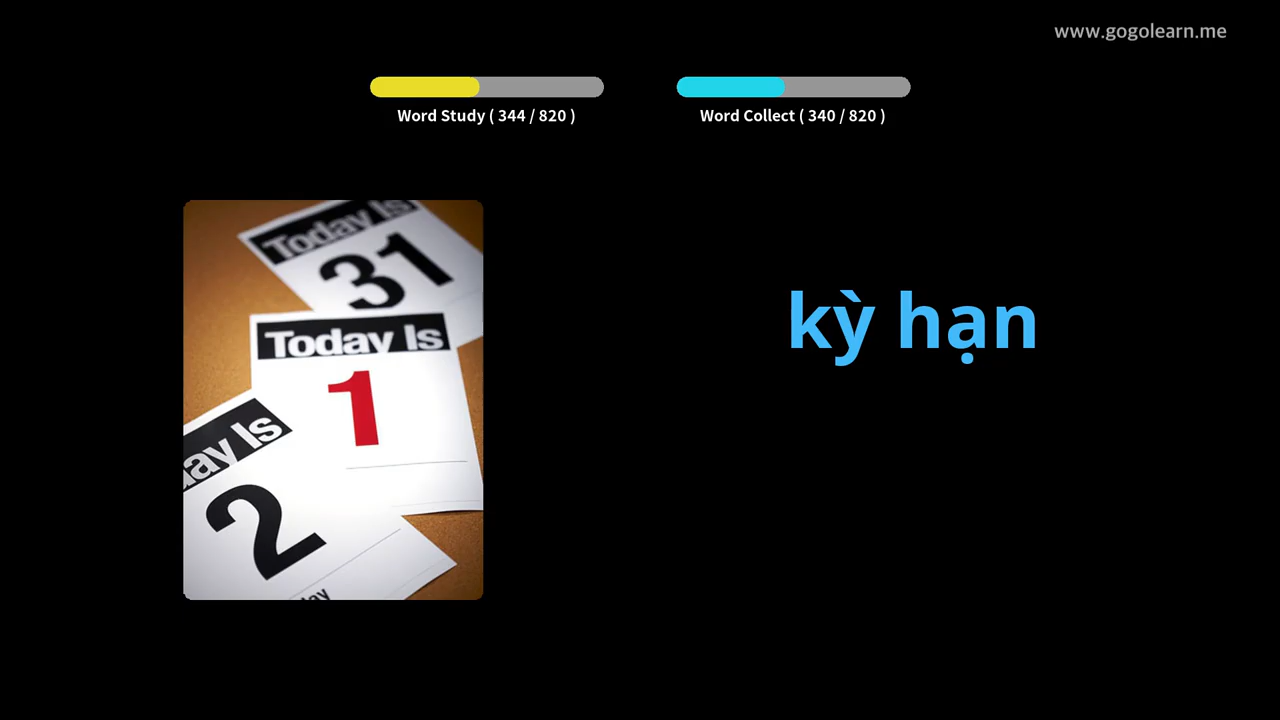 www.gogolearn.me
Word Study ( 344 / 820 )
Word Collect ( 340 / 820 )
Today Is
31
Today Is
1
ay Is
2
kỳ hạn